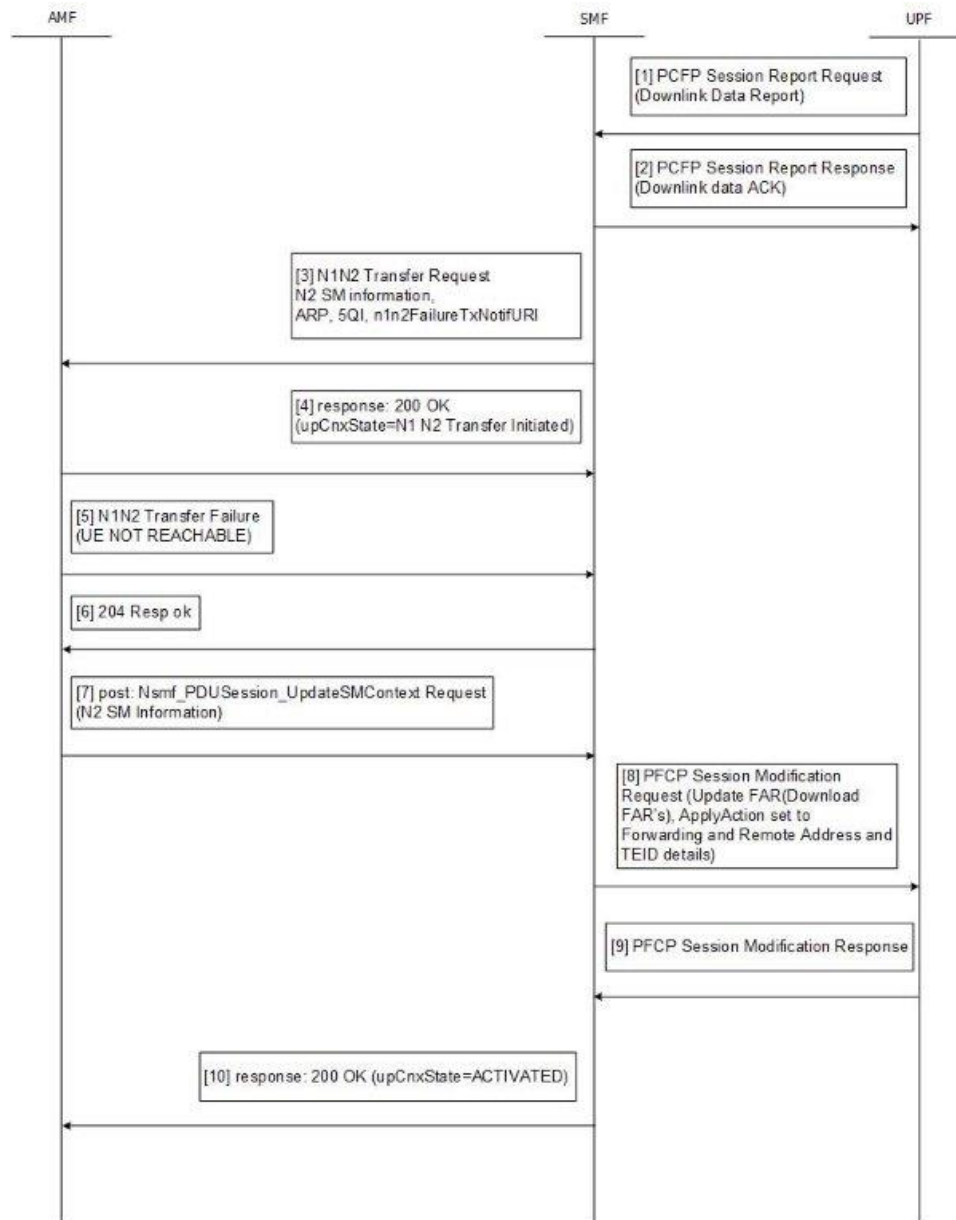 AMF
SMF
UPF
[1] PCFP Session Report Request
(Downlink Data Report)
[2] PCFP Session Report Response
(Downlink data ACK)
[3] N1N2 Transfer Request
N2 SM information,
ARP, 5QI, n1n2FailureTxNotifURI
[4] response: 200 OK
(upCnxState=N1 N2 Transfer Initiated)
[5] N1N2 Transfer Failure
(UE NOT REACHABLE)
[6] 204 Resp ok
[7] post: Nsmf_PDUSession_UpdateSMContext Request
(N2 SM Information)
[8] PFCP Session Modification
Request (Update FAR(Download
FAR's), ApplyAction set to
Forwarding and Remote Address and
TEID details)
[9] PFCP Session Modification Response
[10] response: 200 OK (upCnxState=ACTIVATED)